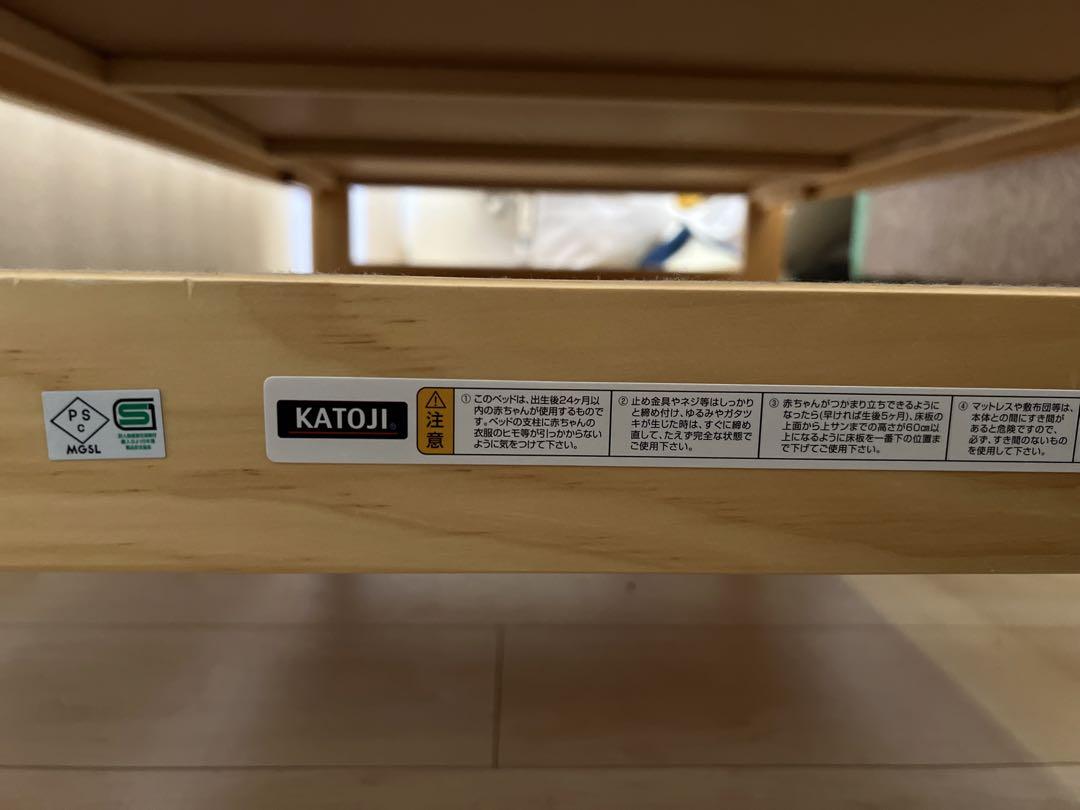 PS
C
MGSL
KATOJI
注意
① このベッドは、出生後24ヶ月以
内の赤ちゃんが使用するもので
す。ベッドの支柱に赤ちゃんの
衣服のヒモ等が引っかからない
ように気をつけて下さい。
② 止め金具やネジ等はしっかり
と締め付け、ゆるみやガタツ
キが生じた時は、すぐに締め
直して、たえず完全な状態で
ご使用下さい。
③ 赤ちゃんがつかまり立ちできるように
なったら(早ければ生後5ヶ月)、床板の
上面から上サンまでの高さが60cm以
上になるように床板を一番下の位置ま
で下げてご使用下さい。
④ マットレスや敷布団等は、
本体との間にすき間が
あると危険ですので、
必ず、すき間のないもの
を使用して下さい。